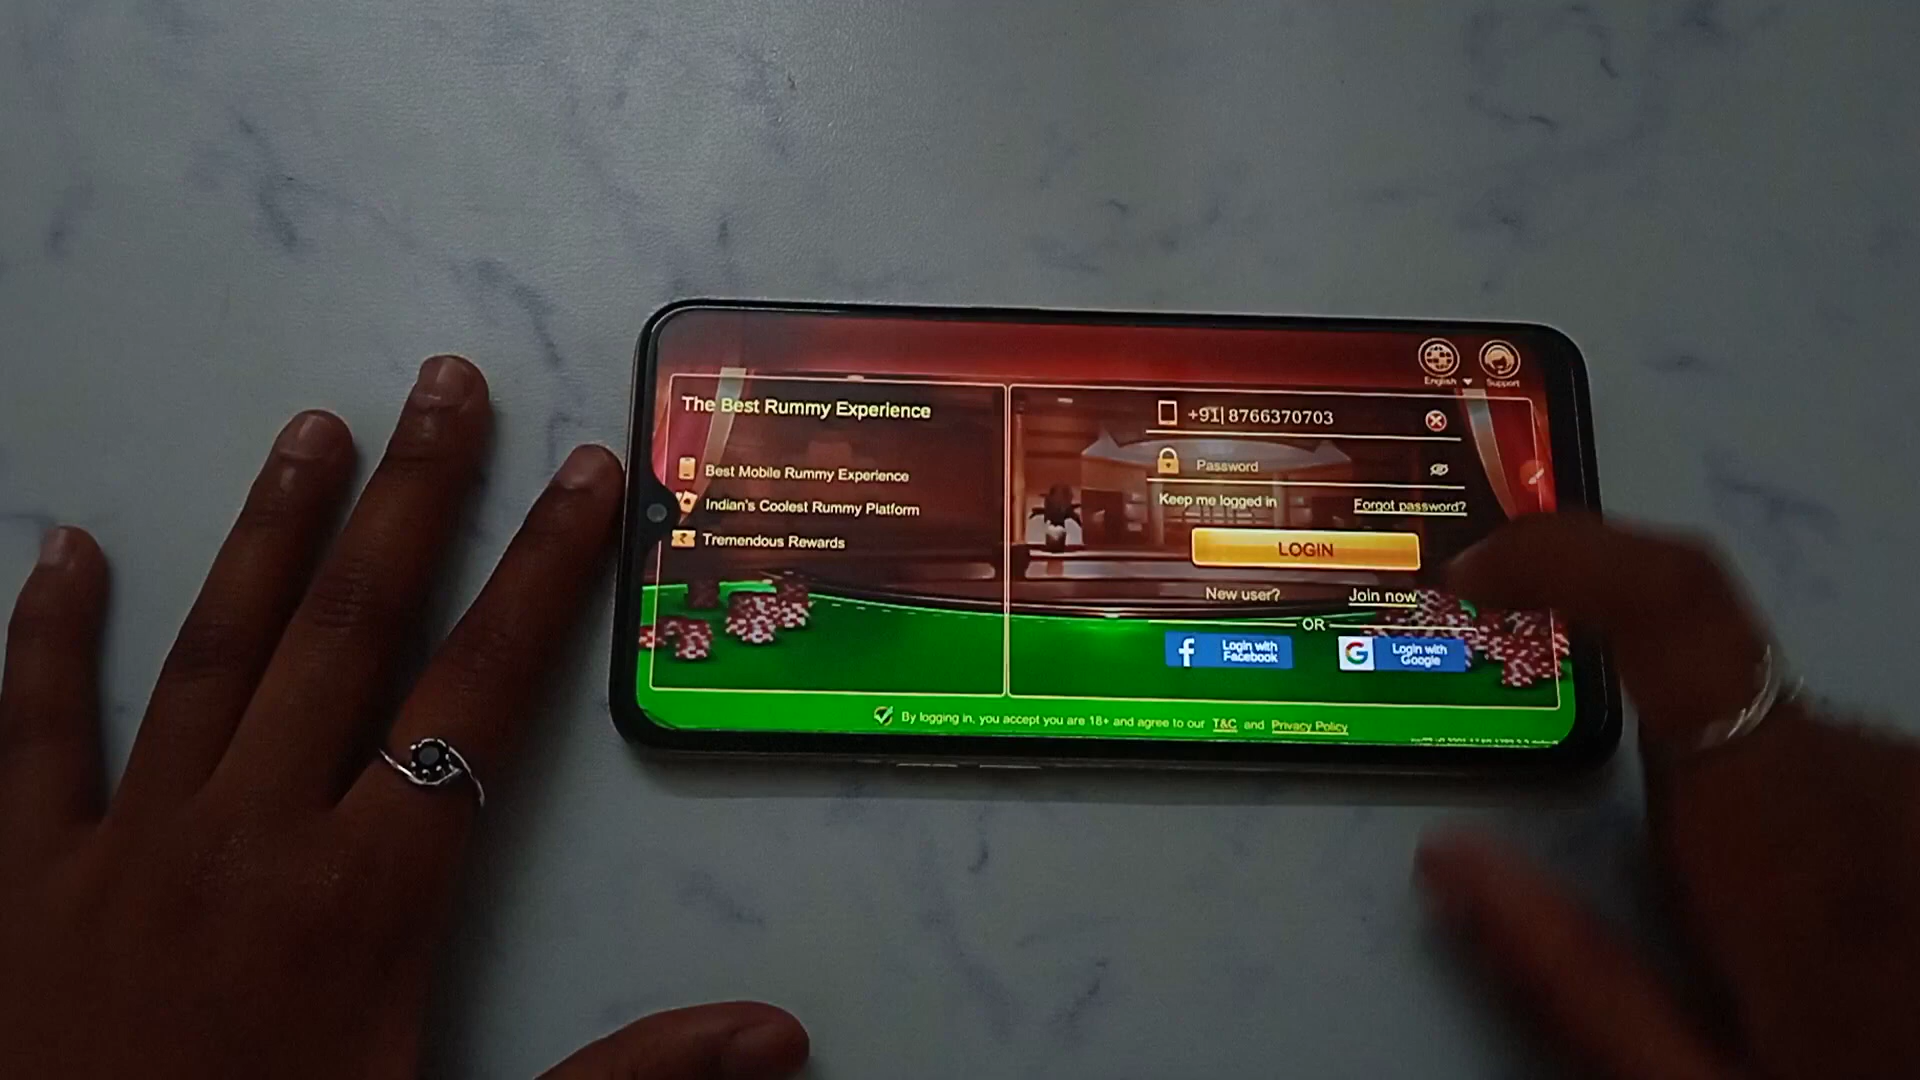 English
Support
The Best Rummy Experience
Best Mobile Rummy Experience
Indian's Coolest Rummy Platform
Tremendous Rewards
+91| 8766370703
Password
Keep me logged in
Forgot password?
LOGIN
New user?
Join now
OR
f Login with Facebook
G Login with Google
By logging in, you accept you are 18+ and agree to our T&C and Privacy Policy